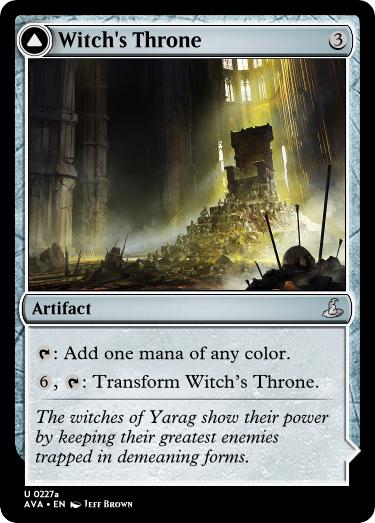 Witch's Throne 3
Artifact
: Add one mana of any color.
6, : Transform Witch's Throne.
The witches of Yarag show their power
by keeping their greatest enemies
trapped in demeaning forms.
U 0227a
AVA • EN Jeff Brown